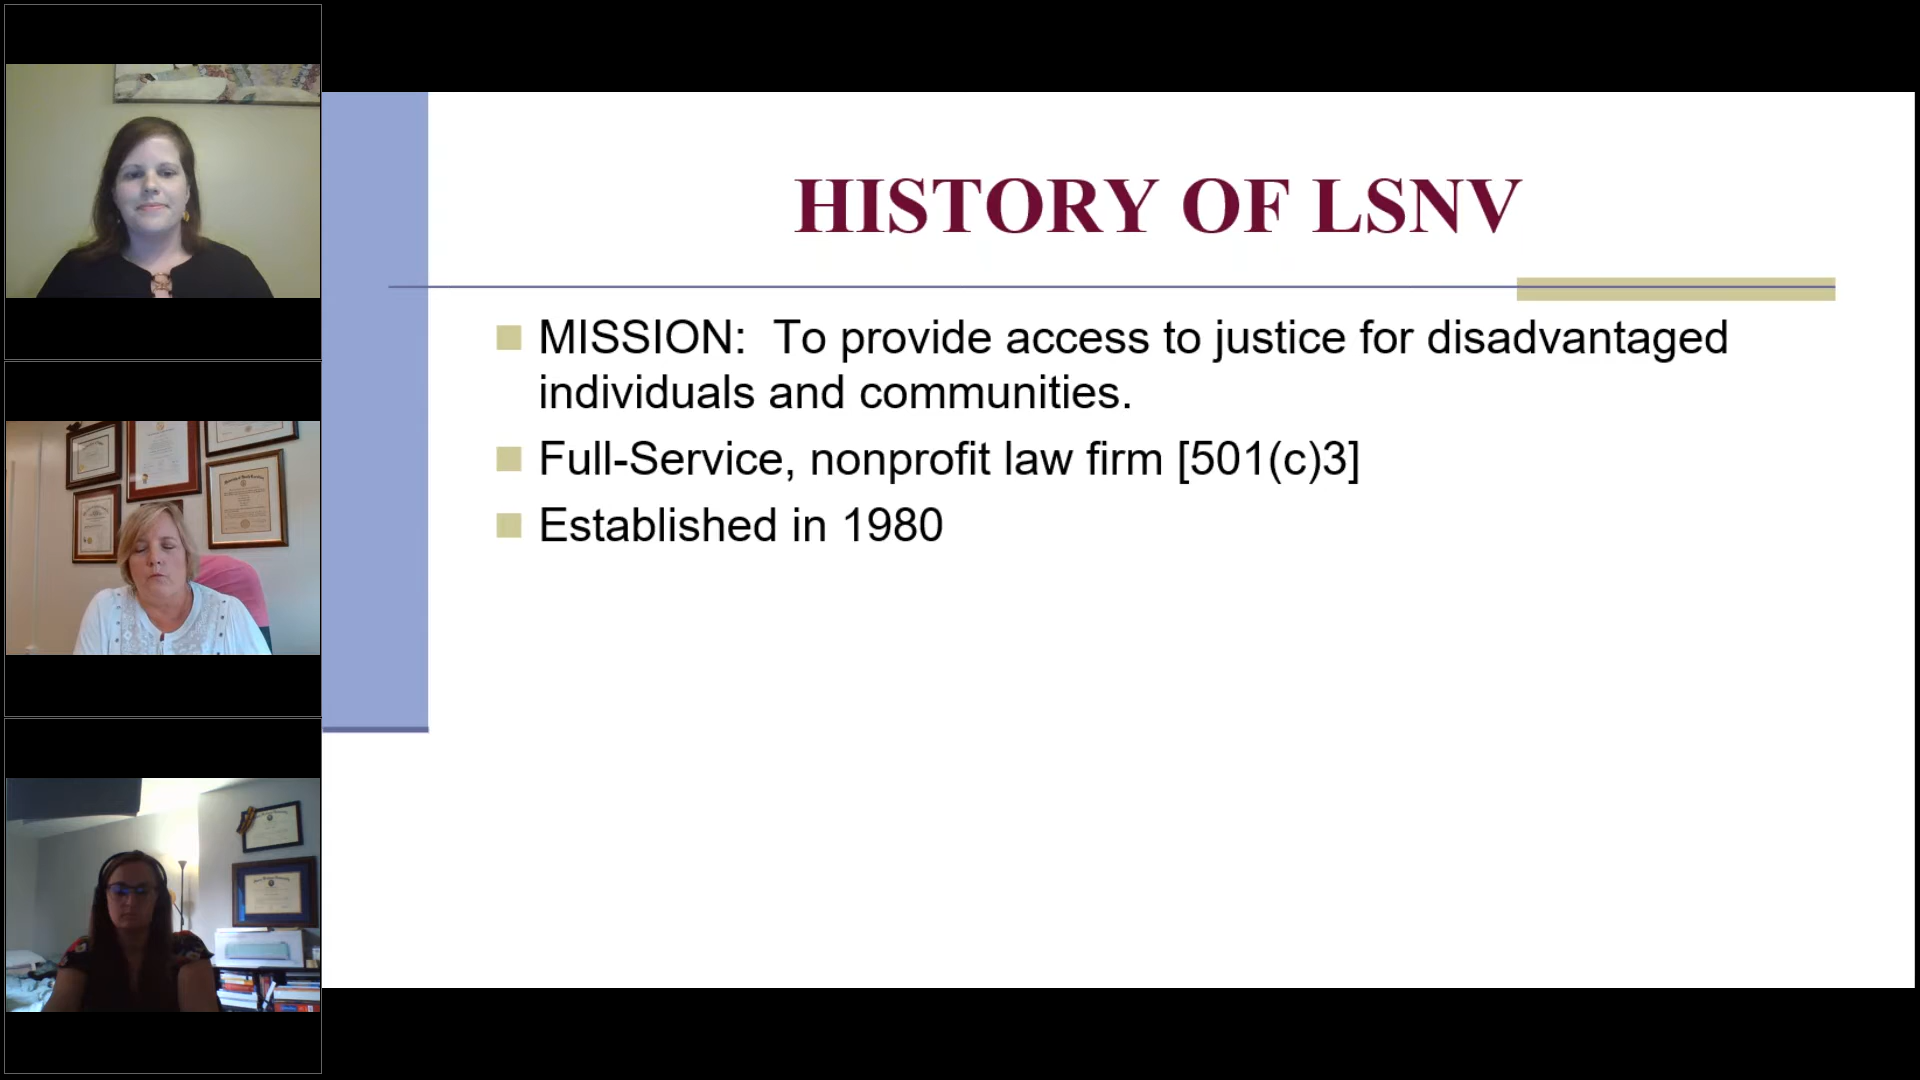 HISTORY OF LSNV
MISSION:  To provide access to justice for disadvantaged
individuals and communities.
Full-Service, nonprofit law firm [501(c)3]
Established in 1980